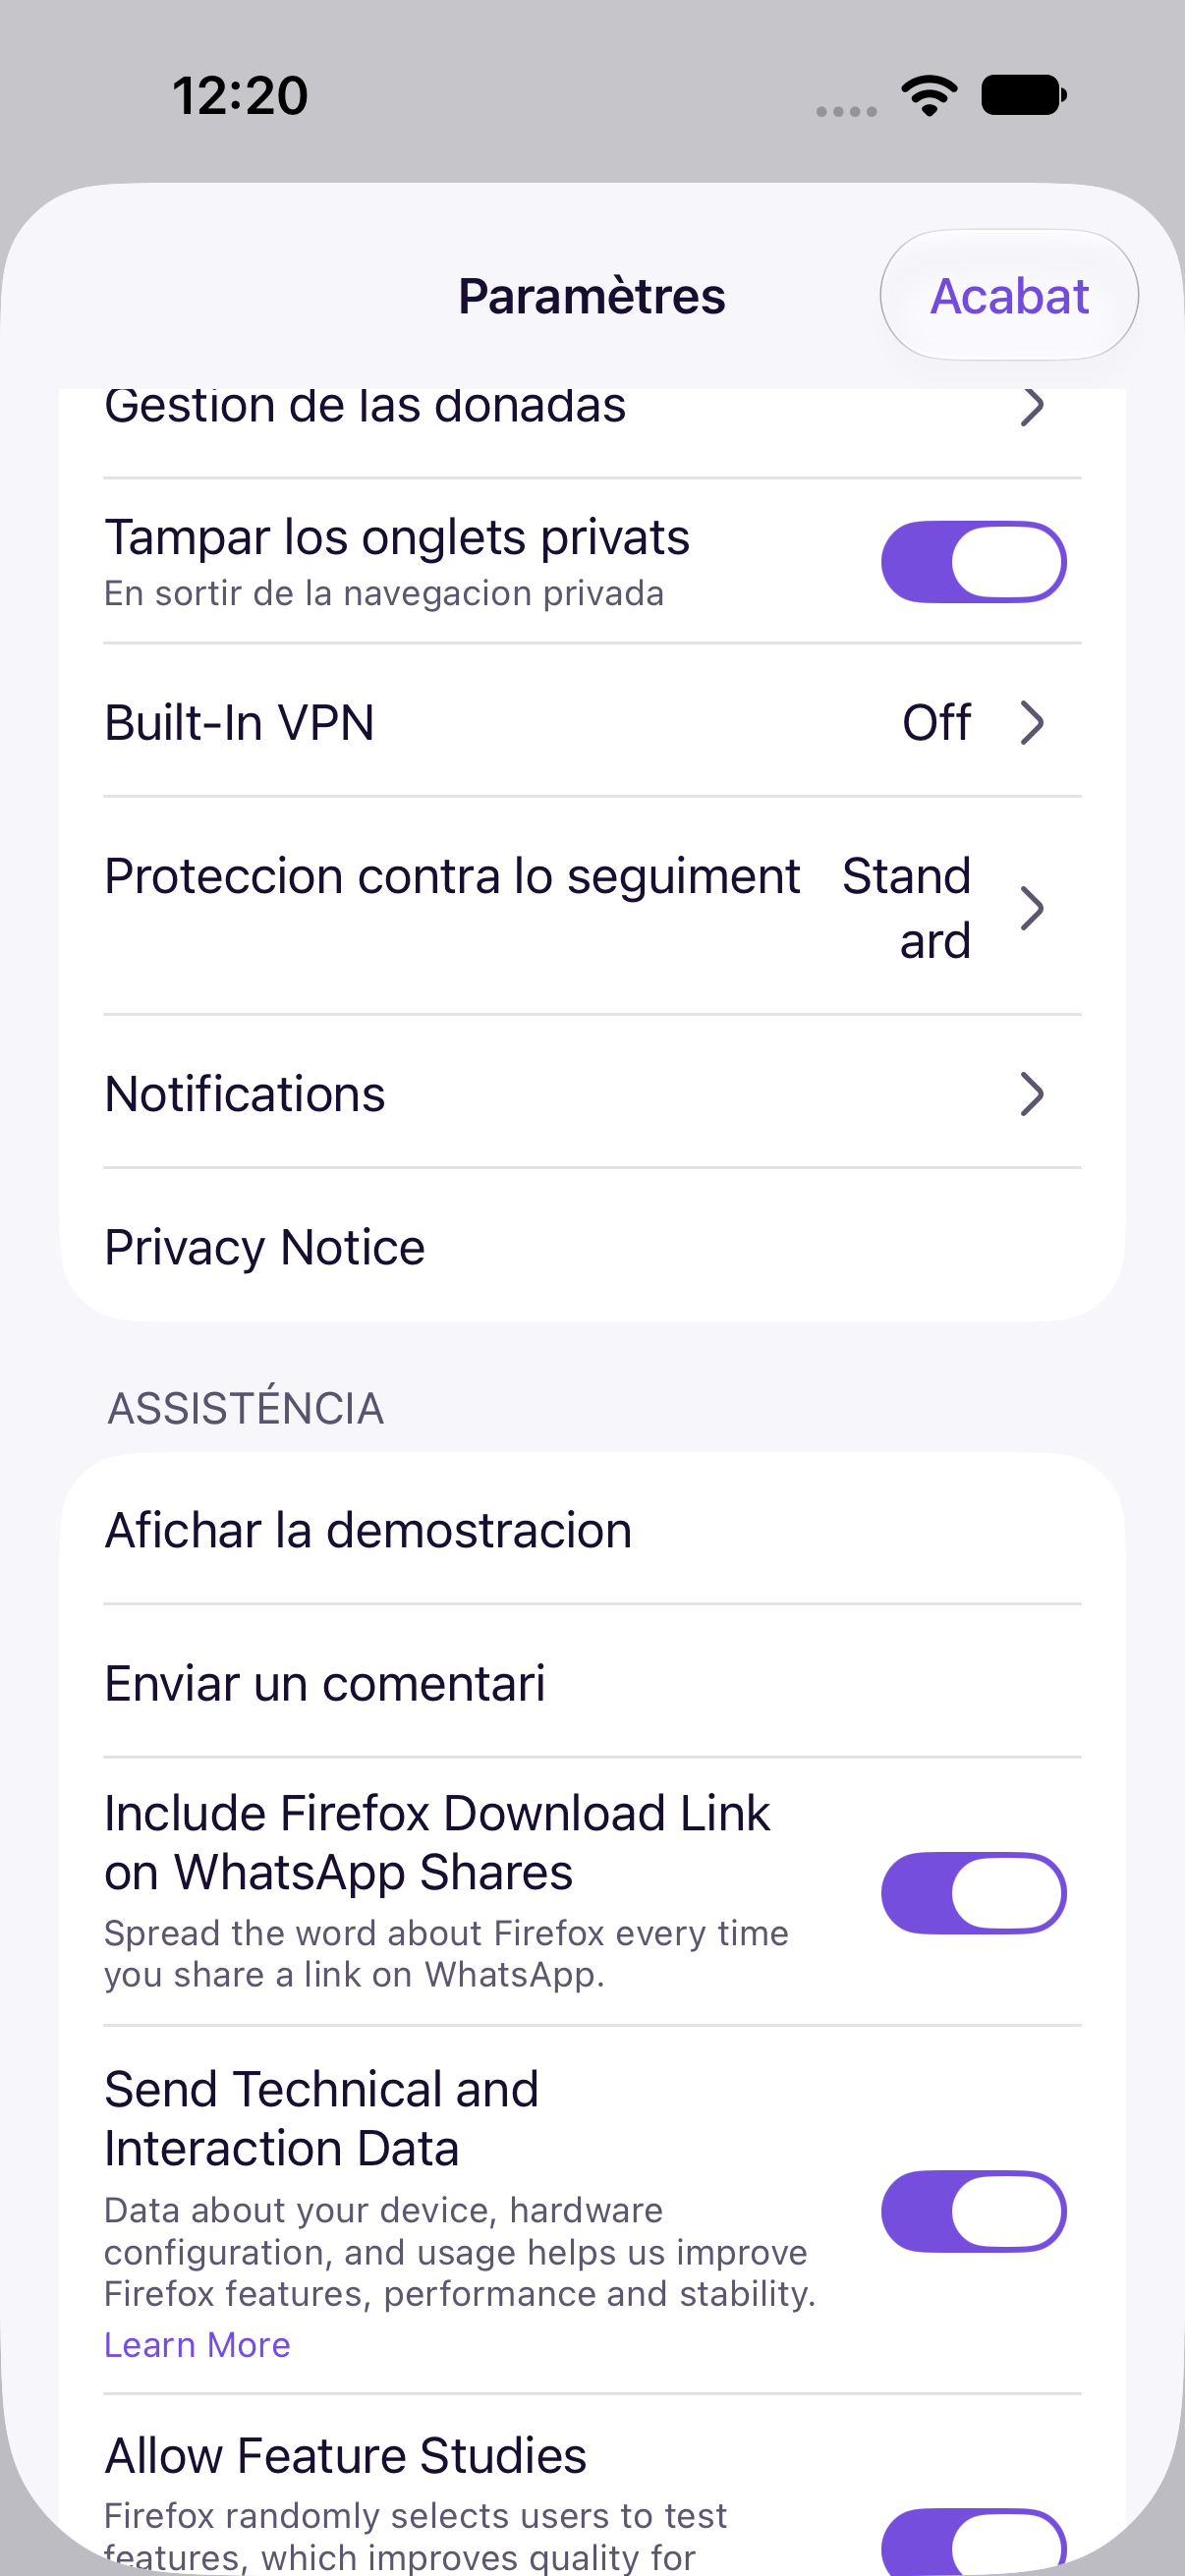 12:20
Paramètres
Acabat
Gestion de las donadas
Tampar los onglets privats
En sortir de la navegacion privada
Built-In VPN
Off
Proteccion contra lo seguiment
Stand
ard
Notifications
Privacy Notice
ASSISTÉNCIA
Afichar la demostracion
Enviar un comentari
Include Firefox Download Link
on WhatsApp Shares
Spread the word about Firefox every time
you share a link on WhatsApp.
Send Technical and
Interaction Data
Data about your device, hardware
configuration, and usage helps us improve
Firefox features, performance and stability.
Learn More
Allow Feature Studies
Firefox randomly selects users to test
features, which improves quality for